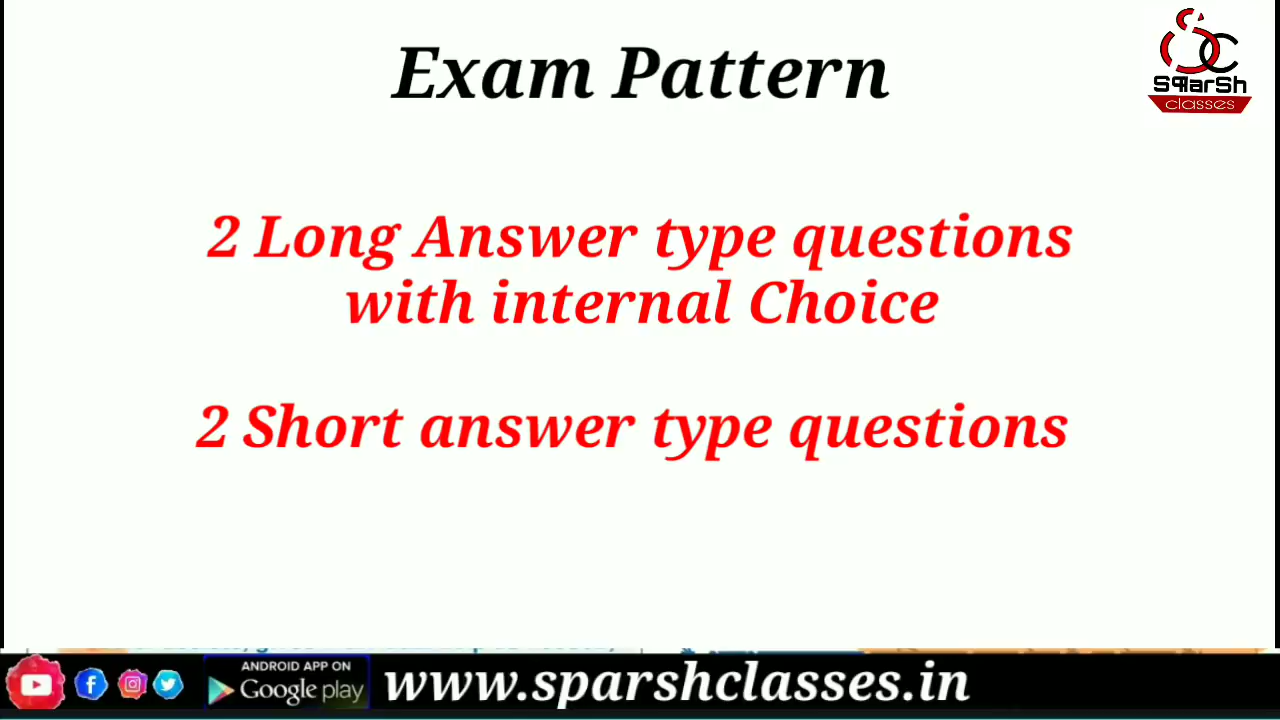 Exam Pattern
SParSh
classes
2 Long Answer type questions
with internal Choice
2 Short answer type questions
ANDROID APP ON
Google play
www.sparshclasses.in